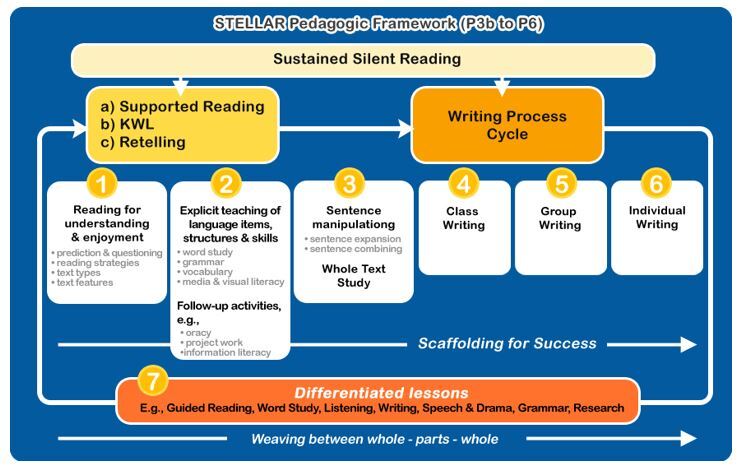 STELLAR Pedagogic Framework (P3b to P6)
Sustained Silent Reading
a) Supported Reading
b) KWL
c) Retelling
Writing Process
Cycle
1
Reading for
understanding
& enjoyment
• prediction & questioning
• reading strategies
• text types
• text features
2
Explicit teaching of
language items,
structures & skills
• word study
• grammar
• vocabulary
• media & visual literacy
Follow-up activities,
e.g.,
• oracy
• project work
•information literacy
3
Sentence
manipulationg
• sentence expansion
• sentence combining
Whole Text
Study
4
Class
Writing
5
Group
Writing
6
Individual
Writing
Scaffolding for Success
7
Differentiated lessons
E.g., Guided Reading, Word Study, Listening, Writing, Speech & Drama, Grammar, Research
Weaving between whole - parts - whole